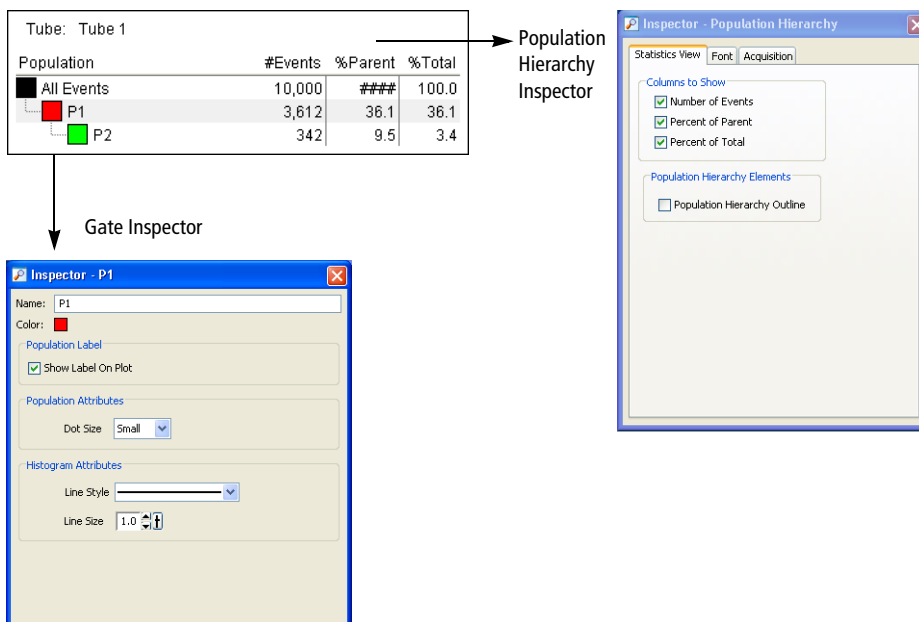 Tube: Tube 1
Population #Events %Parent %Total
All Events 10,000 #### 100.0
P1 3,612 36.1 36.1
P2 342 9.5 3.4
Population
Hierarchy
Inspector
Inspector - Population Hierarchy
Statistics View Font Acquisition
Columns to Show
Number of Events
Percent of Parent
Percent of Total
Population Hierarchy Elements
Population Hierarchy Outline
Gate Inspector
Inspector - P1
Name: P1
Color:
Population Label
Show Label On Plot
Population Attributes
Dot Size Small
Histogram Attributes
Line Style
Line Size 1.0